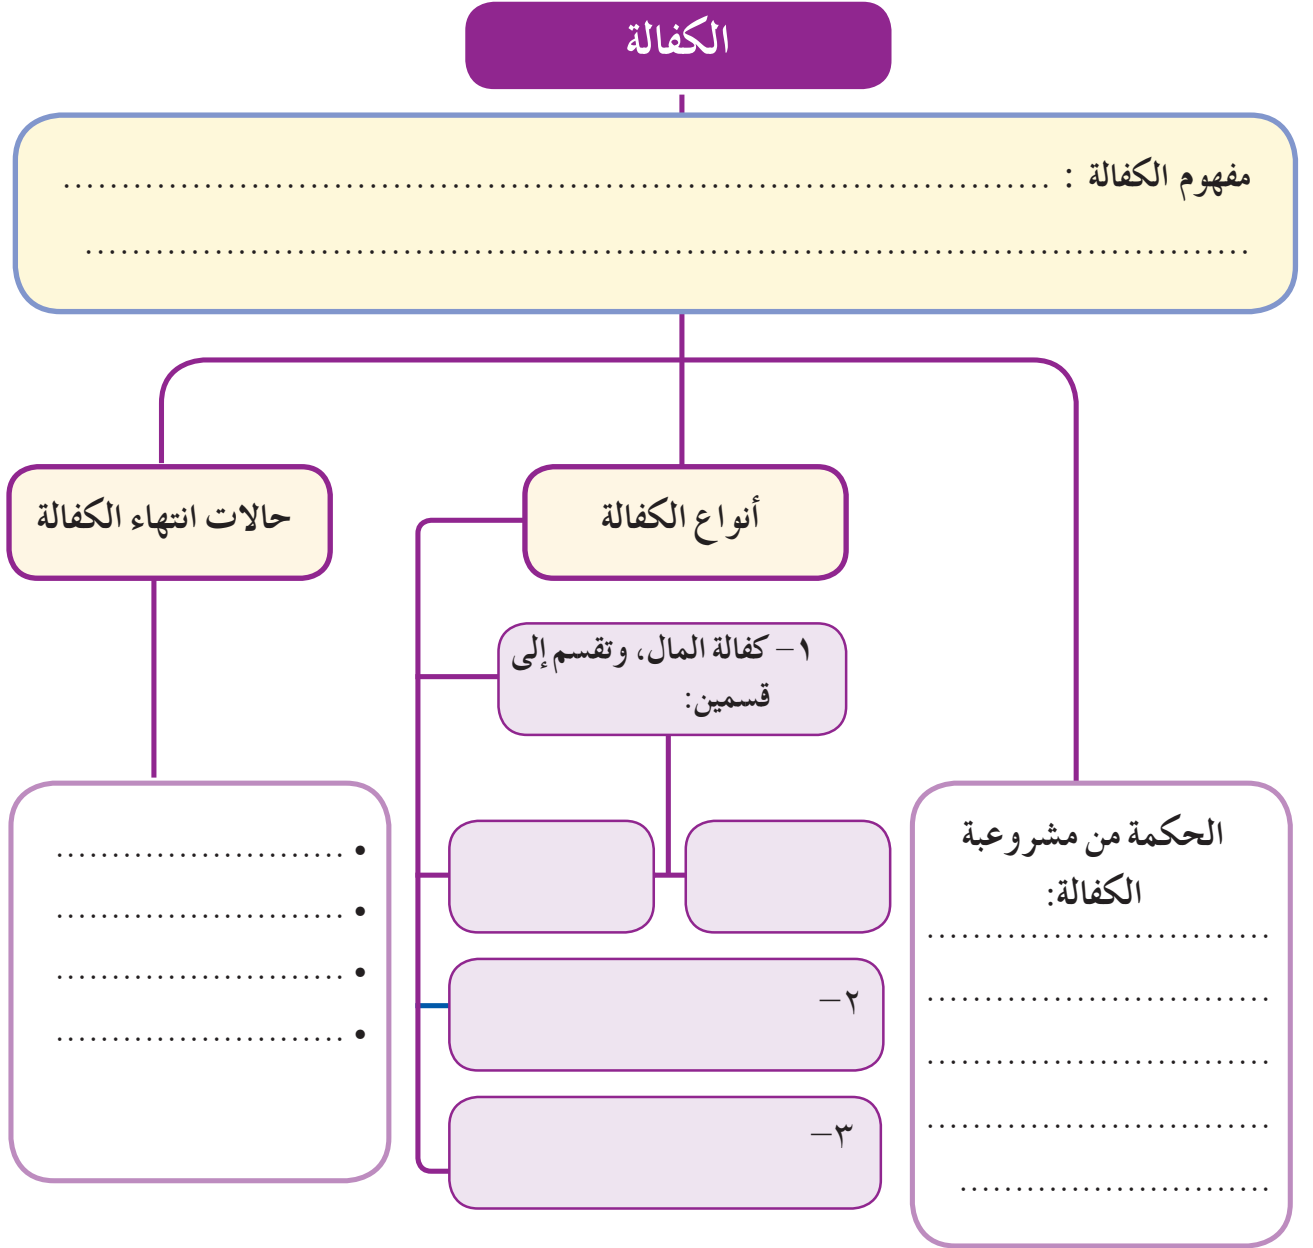 الكفالة
مفهوم الكفالة : ................................................................................
................................................................................
أنواع الكفالة
حالات انتهاء الكفالة
١– كفالة المال، وتقسم إلى
قسمين:
٢–
٣–
الحكمة من مشروعبة
الكفالة:
.............................
.............................
.............................
.............................
..........................
• ..........................
• ..........................
• ..........................
• ..........................